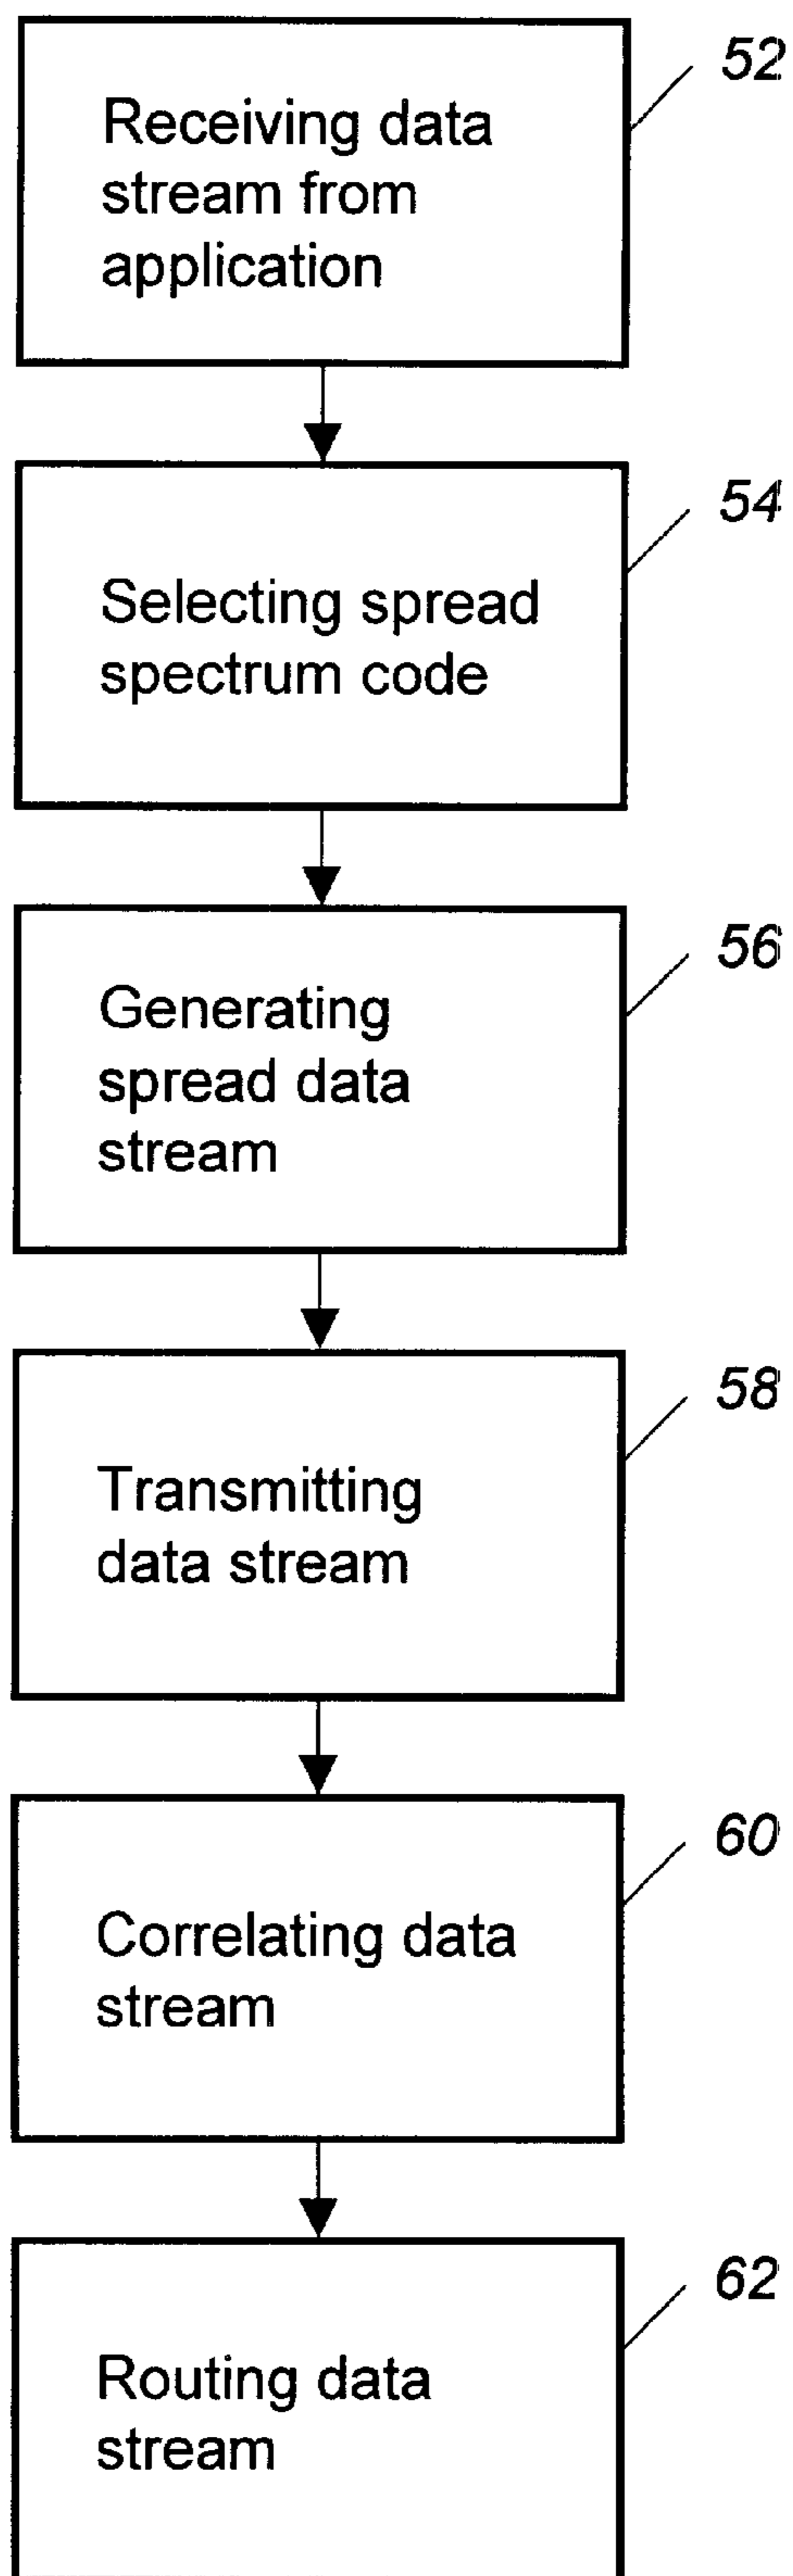 52
Receiving data
stream from
application
54
Selecting spread
spectrum code
56
Generating
spread data
stream
58
Transmitting
data stream
60
Correlating data
stream
62
Routing data
stream